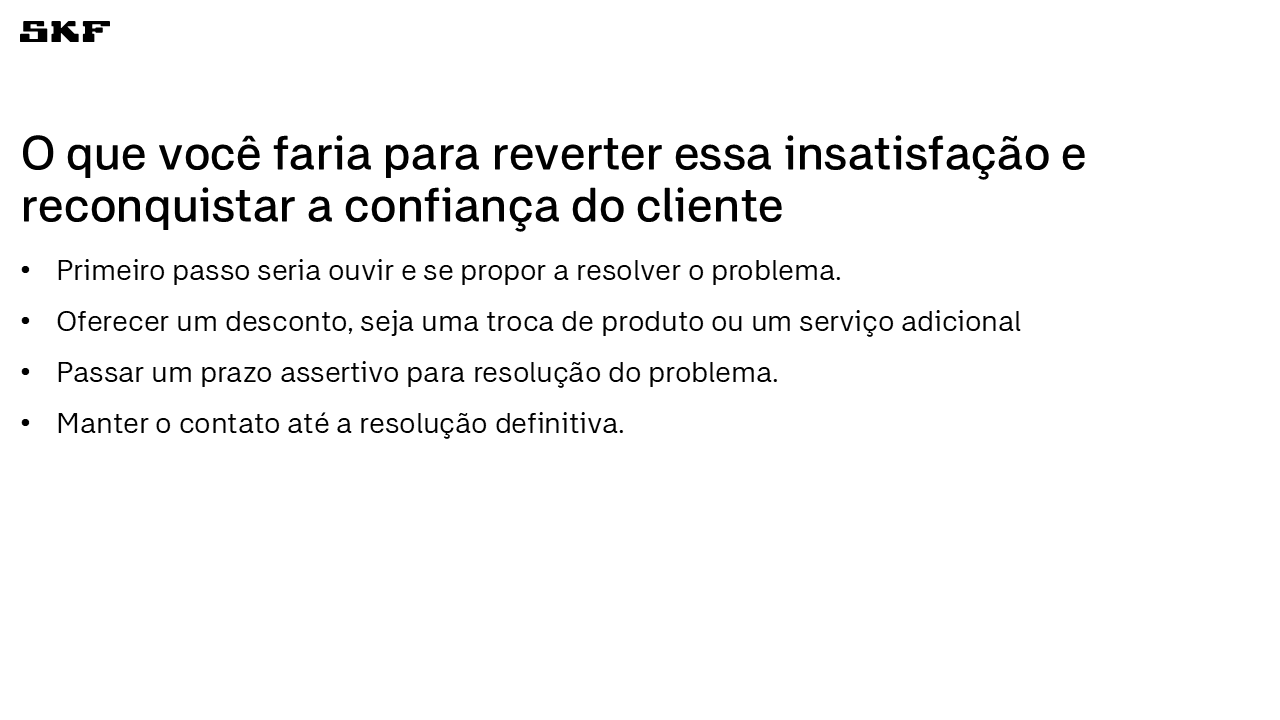 SKF
O que você faria para reverter essa insatisfação e
reconquistar a confiança do cliente
• Primeiro passo seria ouvir e se propor a resolver o problema.
• Oferecer um desconto, seja uma troca de produto ou um serviço adicional
• Passar um prazo assertivo para resolução do problema.
• Manter o contato até a resolução definitiva.